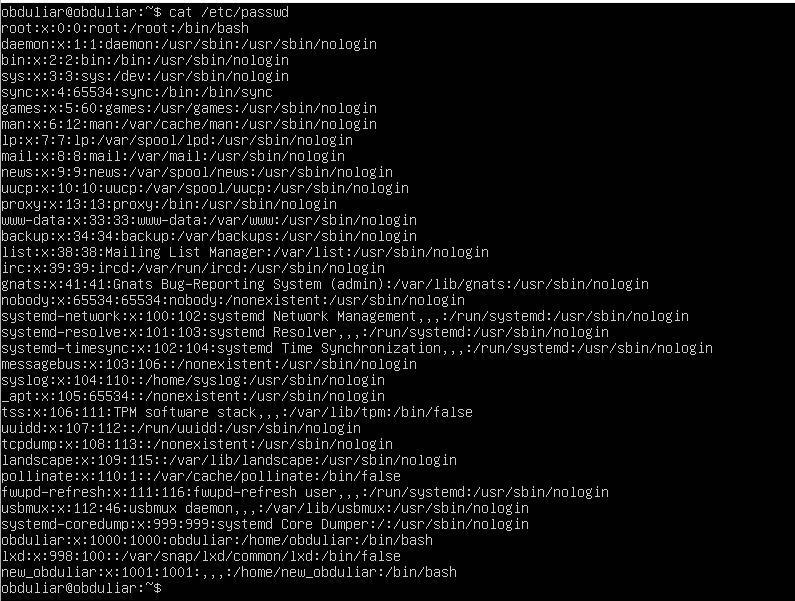 obduliar@obduliar:~$ cat /etc/passwd
root:x:0:0:root:/root:/bin/bash
daemon:x:1:1:daemon:/usr/sbin:/usr/sbin/nologin
bin:x:2:2:bin:/bin:/usr/sbin/nologin
sys:x:3:3:sys:/dev:/usr/sbin/nologin
sync:x:4:65534:sync:/bin:/bin/sync
games:x:5:60:games:/usr/games:/usr/sbin/nologin
man:x:6:12:man:/var/cache/man:/usr/sbin/nologin
lp:x:7:7:lp:/var/spool/lpd:/usr/sbin/nologin
mail:x:8:8:mail:/var/mail:/usr/sbin/nologin
news:x:9:9:news:/var/spool/news:/usr/sbin/nologin
uucp:x:10:10:uucp:/var/spool/uucp:/usr/sbin/nologin
proxy:x:13:13:proxy:/bin:/usr/sbin/nologin
www-data:x:33:33:www-data:/var/www:/usr/sbin/nologin
backup:x:34:34:backup:/var/backups:/usr/sbin/nologin
list:x:38:38:Mailing List Manager:/var/list:/usr/sbin/nologin
irc:x:39:39:ircd:/var/run/ircd:/usr/sbin/nologin
gnats:x:41:41:Gnats Bug-Reporting System (admin):/var/lib/gnats:/usr/sbin/nologin
nobody:x:65534:65534:nobody:/nonexistent:/usr/sbin/nologin
systemd-network:x:100:102:systemd Network Management,,,:/run/systemd:/usr/sbin/nologin
systemd-resolve:x:101:103:systemd Resolver,,,:/run/systemd:/usr/sbin/nologin
systemd-timesync:x:102:104:systemd Time Synchronization,,,:/run/systemd:/usr/sbin/nologin
messagebus:x:103:106::/nonexistent:/usr/sbin/nologin
syslog:x:104:110::/home/syslog:/usr/sbin/nologin
_apt:x:105:65534::/nonexistent:/usr/sbin/nologin
tss:x:106:111:TPM software stack,,,:/var/lib/tpm:/bin/false
uuidd:x:107:112::/run/uuidd:/usr/sbin/nologin
tcpdump:x:108:113::/nonexistent:/usr/sbin/nologin
landscape:x:109:115::/var/lib/landscape:/usr/sbin/nologin
pollinate:x:110:1::/var/cache/pollinate:/bin/false
fwupd-refresh:x:111:116:fwupd-refresh user,,,:/run/systemd:/usr/sbin/nologin
usbmux:x:112:46:usbmux daemon,,,:/var/lib/usbmux:/usr/sbin/nologin
systemd-coredump:x:999:999:systemd Core Dumper:/:/usr/sbin/nologin
obduliar:x:1000:1000:obduliar:/home/obduliar:/bin/bash
lxd:x:998:100::/var/snap/lxd/common/lxd:/bin/false
new_obduliar:x:1001:1001:,,,:/home/new_obduliar:/bin/bash
obduliar@obduliar:~$